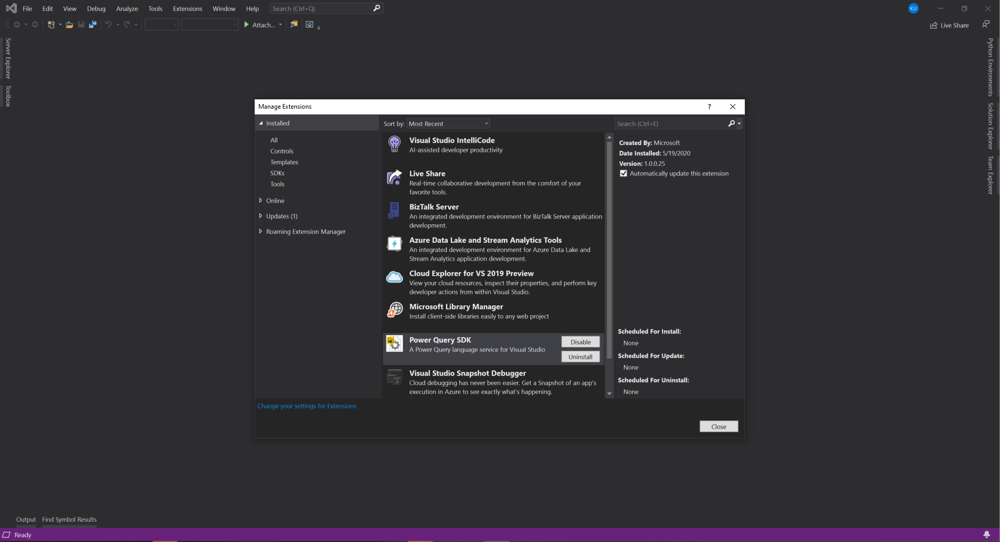 File Edit View Debug Analyze Tools Extensions Window Help Search (Ctrl+Q) KU
Attach... Live Share
Server Explorer
Toolbox
Python Environments
Solution Explorer
Team Explorer
Manage Extensions ?
Installed
All
Controls
Templates
SDKs
Tools
Online
Updates (1)
Roaming Extension Manager
Sort by: Most Recent
Visual Studio IntelliCode
AI-assisted developer productivity
Live Share
Real-time collaborative development from the comfort of your
favorite tools.
BizTalk Server
An integrated development environment for BizTalk Server application
development.
Azure Data Lake and Stream Analytics Tools
An integrated development environment for Azure Data Lake and
Stream Analytics application development.
Cloud Explorer for VS 2019 Preview
View your cloud resources, inspect their properties, and perform key
developer actions from within Visual Studio.
Microsoft Library Manager
Install client-side libraries easily to any web project
Power Query SDK
A Power Query language service for Visual Studio
Disable
Uninstall
Visual Studio Snapshot Debugger
Cloud debugging has never been easier. Get a Snapshot of an app's
execution in Azure to see exactly what's happening.
Search (Ctrl+E)
Created By: Microsoft
Date Installed: 5/19/2020
Version: 1.0.0.25
Automatically update this extension
Scheduled For Install:
None
Scheduled For Update:
None
Scheduled For Uninstall:
None
Change your settings for Extensions
Close
Output Find Symbol Results
Ready